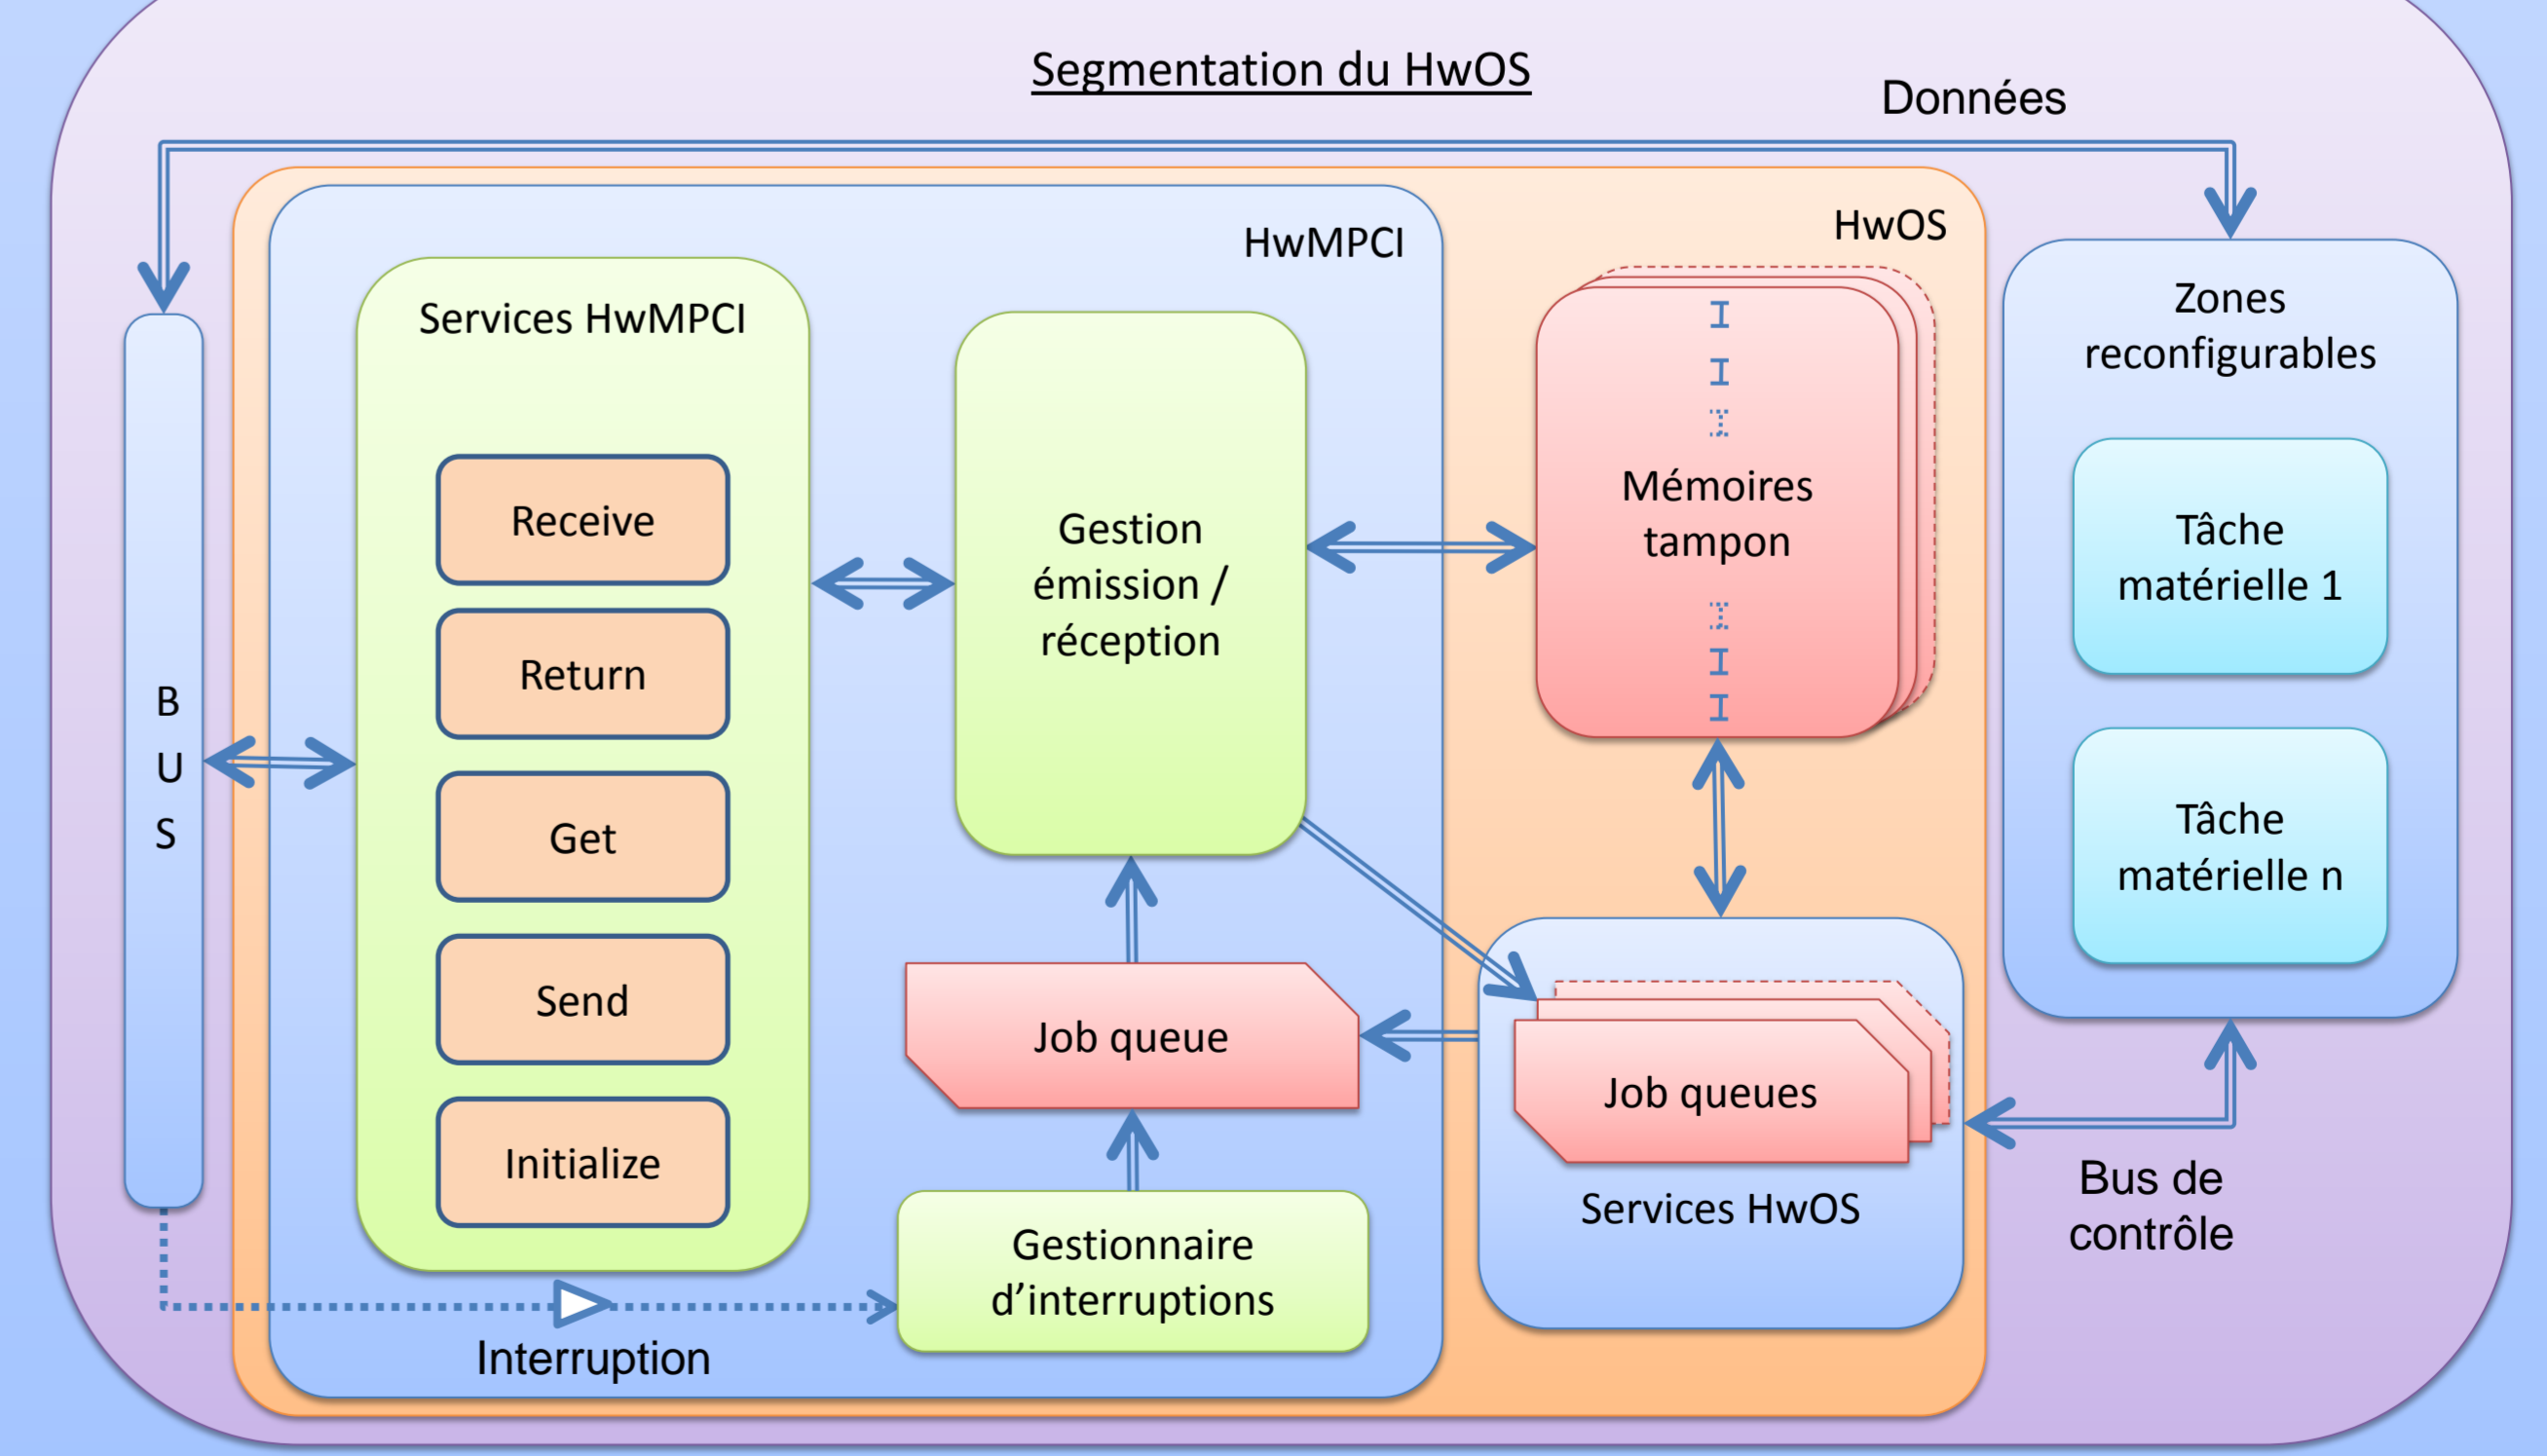 Segmentation du HwOS
Données
HwMPCI
HwOS
Services HwMPCI
Receive
Return
Get
Send
Initialize
B
U
S
Gestion
émission /
réception
Mémoires
tampon
Zones
reconfigurables
Tâche
matérielle 1
Tâche
matérielle n
Job queue
Job queues
Services HwOS
Gestionnaire
d’interruptions
Interruption
Bus de
contrôle